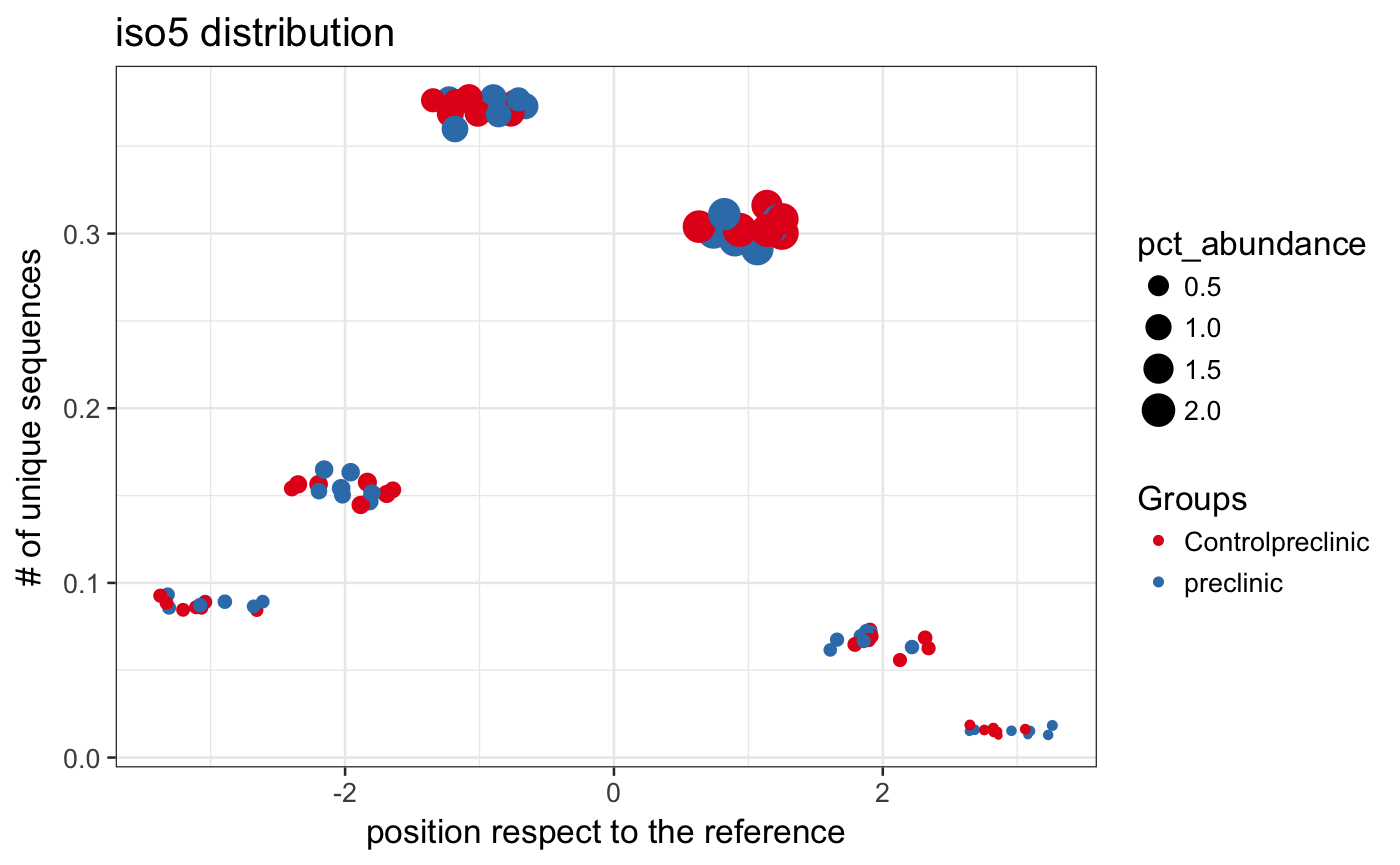 iso5 distribution
# of unique sequences
0.3
0.2
0.1
0.0
-2
0
2
position respect to the reference
pct_abundance
0.5
1.0
1.5
2.0
Groups
Controlpreclinic
preclinic